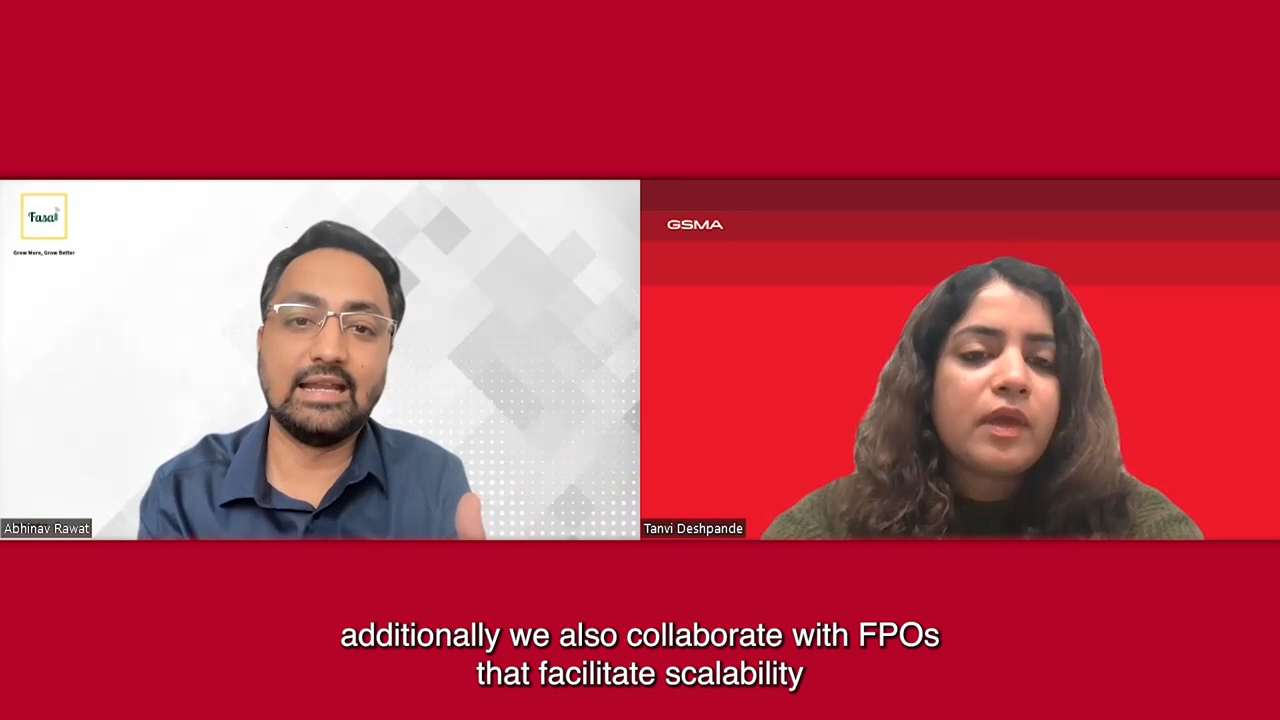 Fasal
Grow More, Grow Better
GSMA
Abhinav Rawat
Tanvi Deshpande
additionally we also collaborate with FPOs
that facilitate scalability